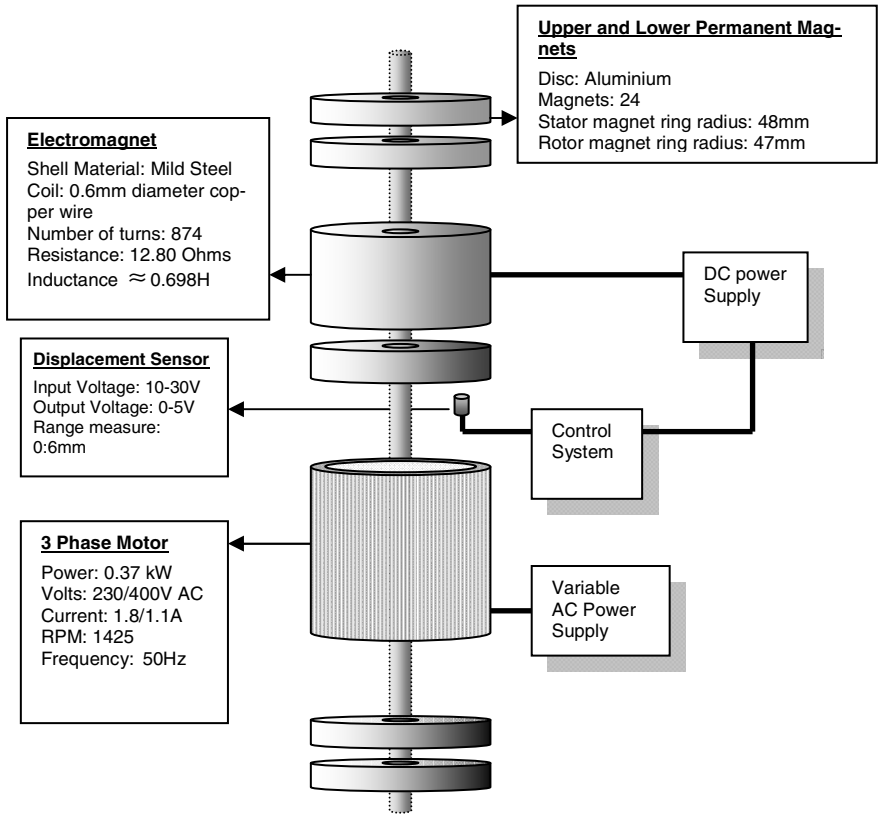 Upper and Lower Permanent Mag-
nets
Disc: Aluminium
Magnets: 24
Stator magnet ring radius: 48mm
Rotor magnet ring radius: 47mm
Electromagnet
Shell Material: Mild Steel
Coil: 0.6mm diameter cop-
per wire
Number of turns: 874
Resistance: 12.80 Ohms
Inductance ≈ 0.698H
DC power
Supply
Displacement Sensor
Input Voltage: 10-30V
Output Voltage: 0-5V
Range measure:
0:6mm
Control
System
3 Phase Motor
Power: 0.37 kW
Volts: 230/400V AC
Current: 1.8/1.1A
RPM: 1425
Frequency: 50Hz
Variable
AC Power
Supply